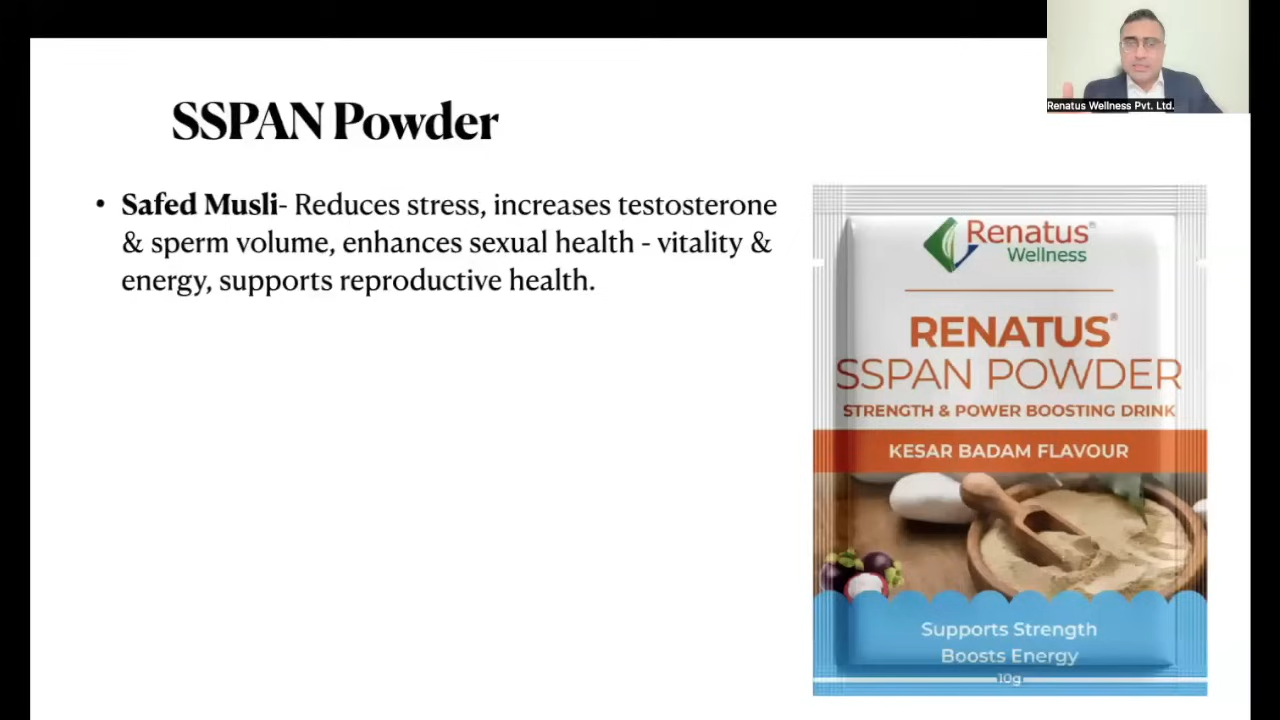 Renatus Wellness Pvt. Ltd.
SSPAN Powder
• Safed Musli- Reduces stress, increases testosterone
& sperm volume, enhances sexual health - vitality &
energy, supports reproductive health.
Renatus®
Wellness
RENATUS®
SSPAN POWDER
STRENGTH & POWER BOOSTING DRINK
KESAR BADAM FLAVOUR
Supports Strength
Boosts Energy
10g